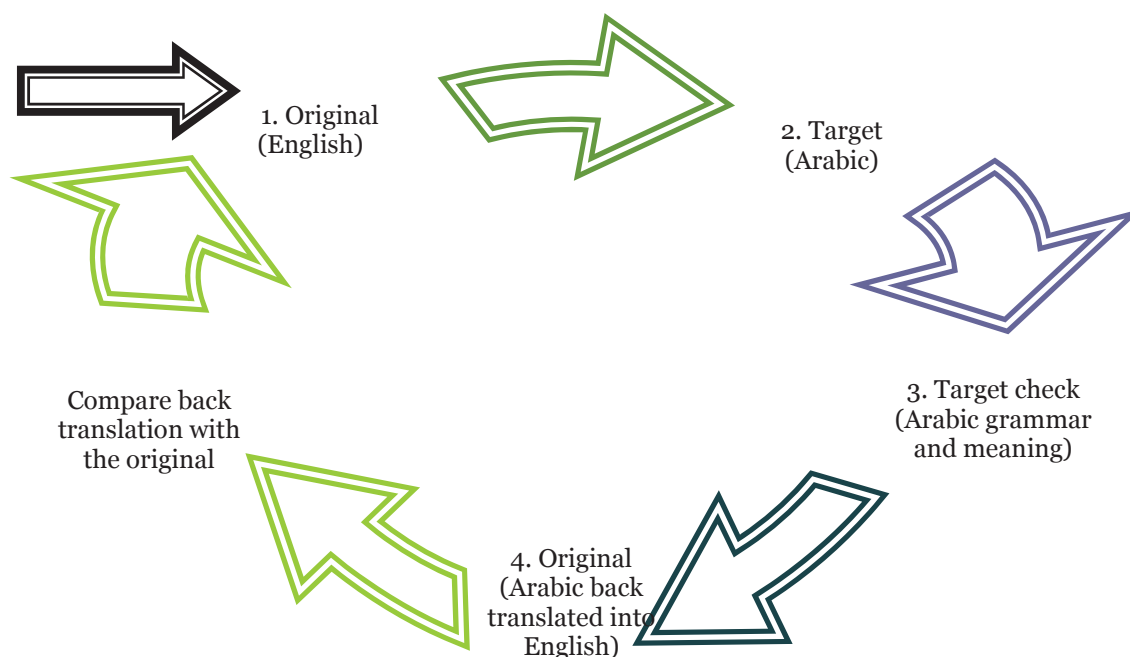 1. Original
(English)
2. Target
(Arabic)
3. Target check
(Arabic grammar
and meaning)
4. Original
(Arabic back
translated into
English)
Compare back
translation with
the original